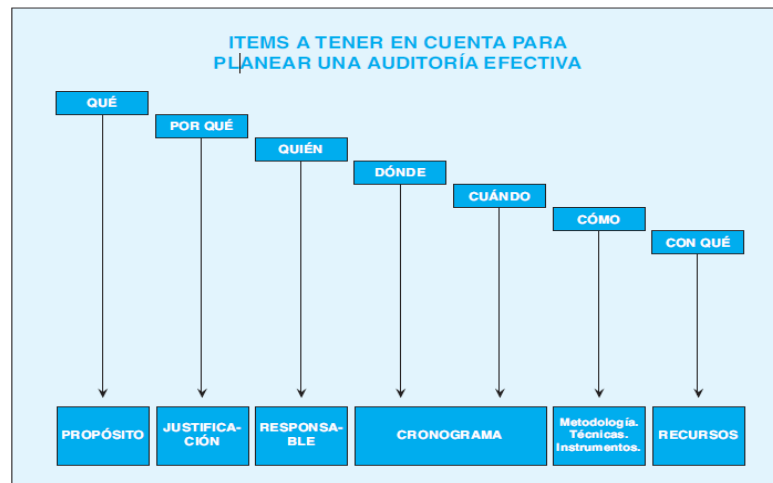 ITEMS A TENER EN CUENTA PARA
PLANEAR UNA AUDITORÍA EFECTIVA
QUÉ
POR QUÉ
QUIÉN
DÓNDE
CUÁNDO
CÓMO
CON QUÉ
PROPÓSITO
JUSTIFICA-
CIÓN
RESPONSA-
BLE
CRONOGRAMA
Metodología.
Técnicas.
Instrumentos.
RECURSOS